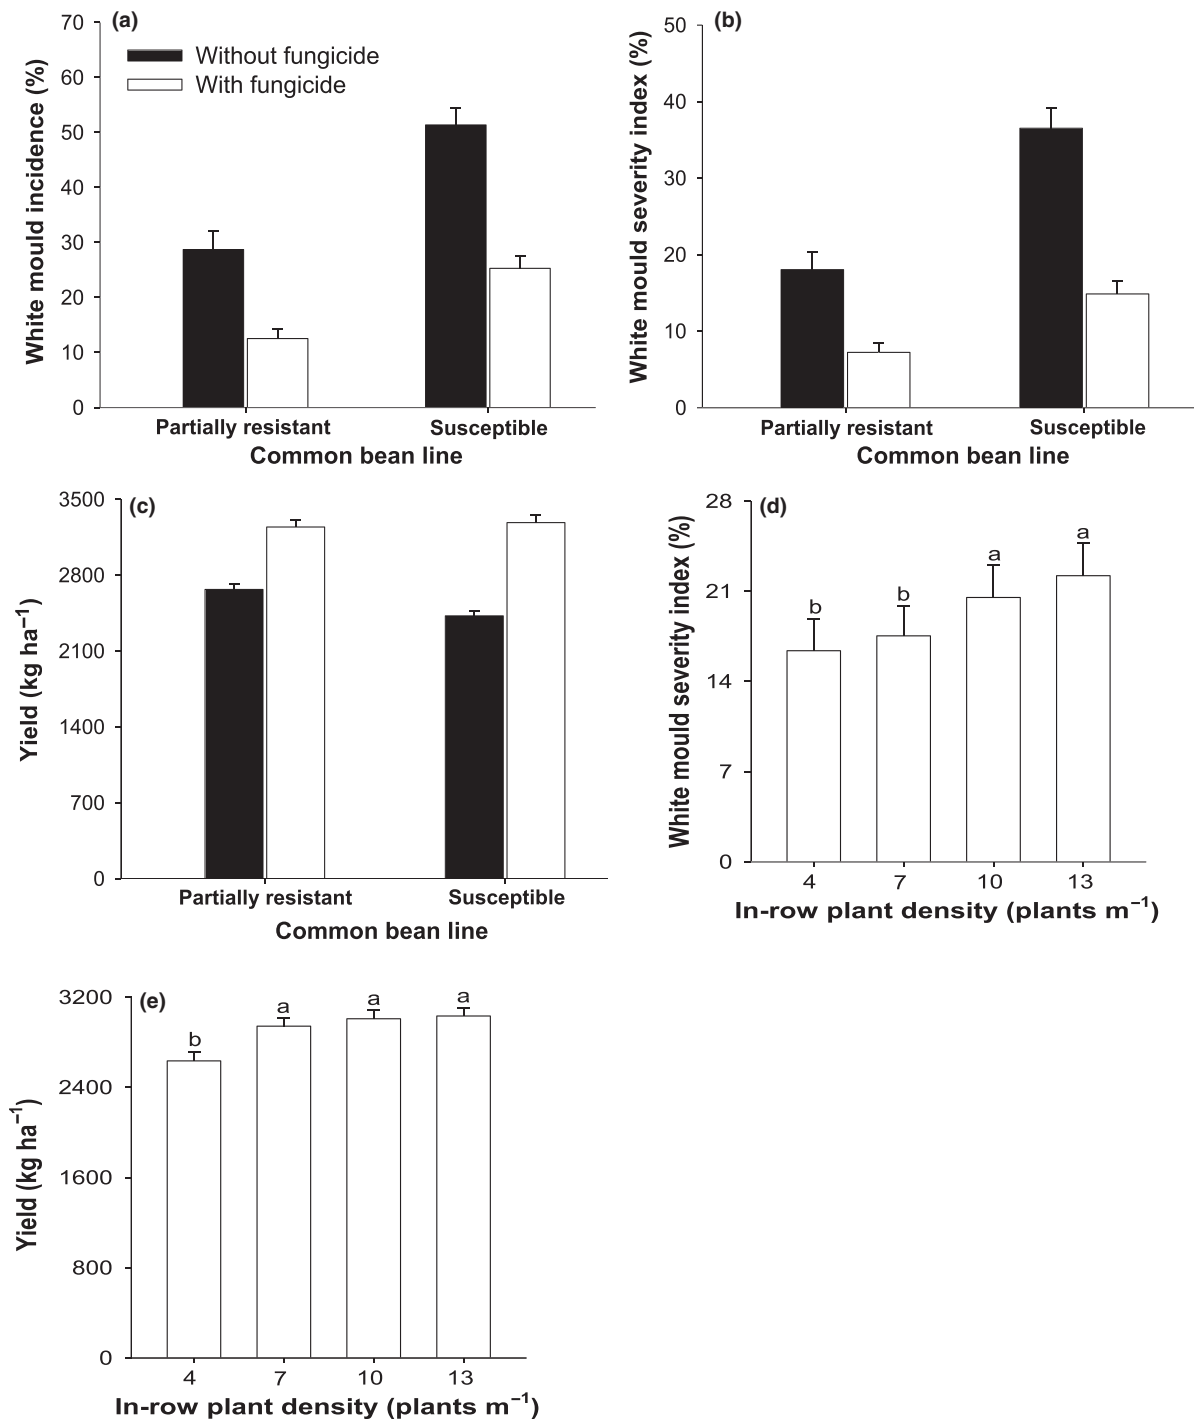 (a)
70
60
50
40
30
20
10
0
White mould incidence (%)
Without fungicide
With fungicide
Partially resistant
Susceptible
Common bean line
(b)
50
40
30
20
10
0
White mould severity index (%)
Partially resistant
Susceptible
Common bean line
(c)
3500
2800
2100
1400
700
0
Yield (kg ha⁻¹)
Partially resistant
Susceptible
Common bean line
(d)
28
21
14
7
0
White mould severity index (%)
b
b
a
a
4 7 10 13
In-row plant density (plants m⁻¹)
(e)
3200
2400
1600
800
0
Yield (kg ha⁻¹)
b
a
a
a
4 7 10 13
In-row plant density (plants m⁻¹)